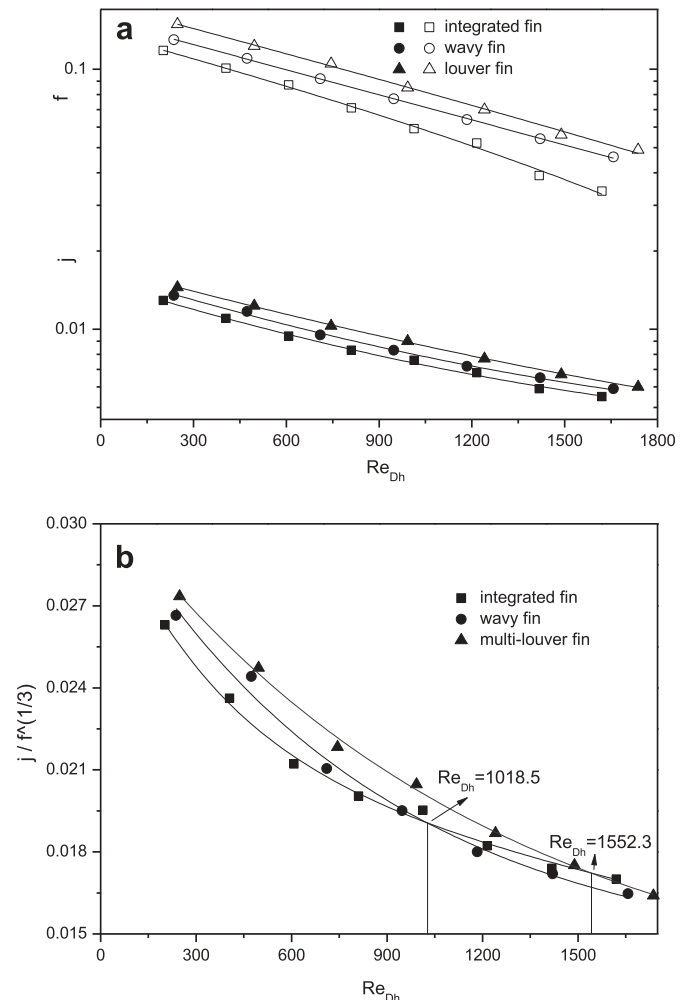 a
integrated fin
wavy fin
louver fin
0.1
f
j
0.01
0 300 600 900 1200 1500 1800
Re_Dh
0.030
b
0.027
integrated fin
wavy fin
multi-louver fin
0.024
j / f^(1/3)
0.021
Re_Dh=1018.5
Re_Dh=1552.3
0.018
0.015
0 300 600 900 1200 1500
Re_Dh